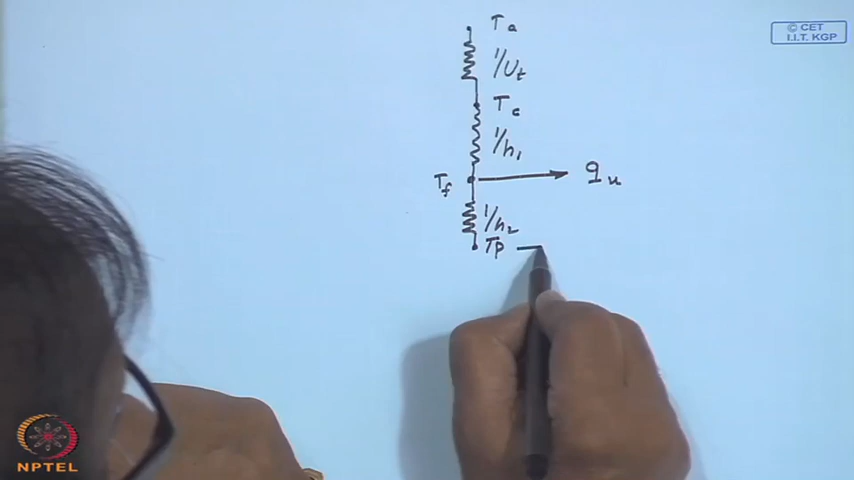 Ta
1/Ut
© CET
I.I.T. KGP
Tc
1/h1
Tf
qu
1/h2
Tp
NPTEL